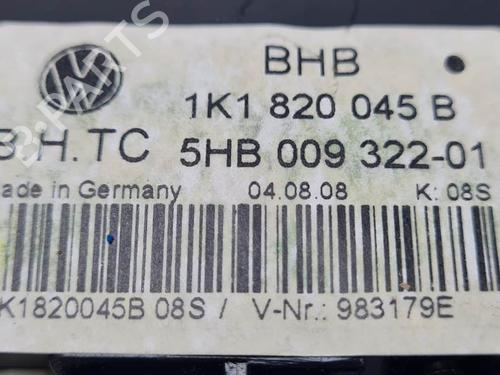 BHB
1K1 820 045 B
B.H.TC 5HB 009 322-01
ade in Germany 04.08.08 K: 08S
K1820045B 08S / V-Nr.: 983179E
B-PARTS